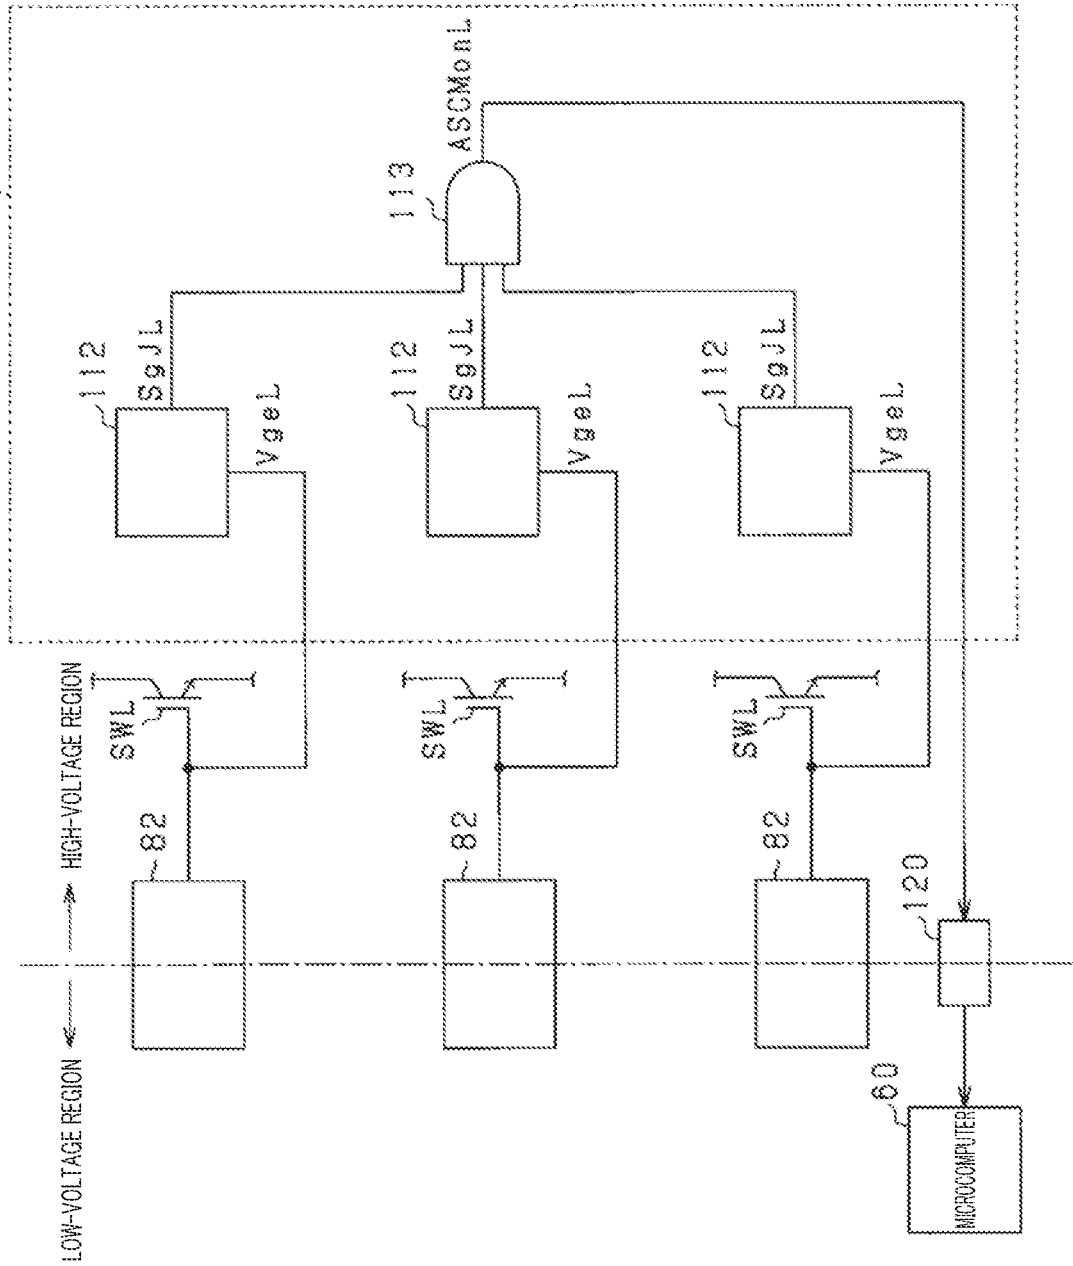 LOW-VOLTAGE REGION
HIGH-VOLTAGE REGION
82
SWL
112
SgJL
VgeL
82
SWL
112
SgJL
VgeL
113
ASCMonL
82
SWL
112
SgJL
VgeL
120
60
MICROCOMPUTER